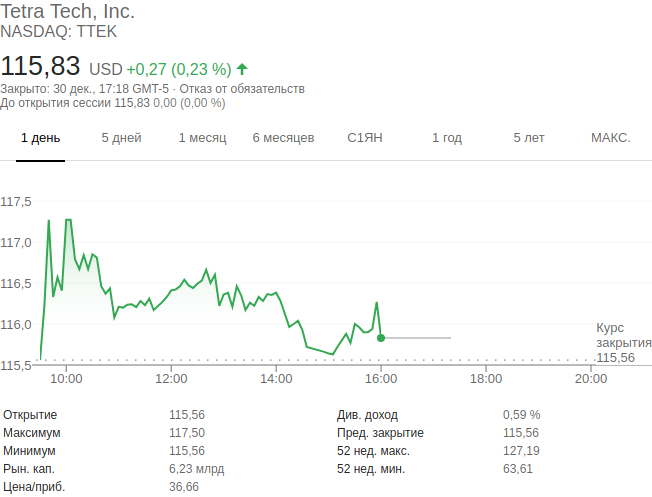 Tetra Tech, Inc.
NASDAQ: TTEK
115,83 USD +0,27 (0,23 %)
Закрыто: 30 дек., 17:18 GMT-5 · Отказ от обязательств
До открытия сессии 115,83 0,00 (0,00 %)
1 день 5 дней 1 месяц 6 месяцев С1ЯН 1 год 5 лет МАКС.
117,5
117,0
116,5
116,0
115,5
Курс
закрытия
115,56
10:00 12:00 14:00 16:00 18:00 20:00
Открытие 115,56 Див. доход 0,59 %
Максимум 117,50 Пред. закрытие 115,56
Минимум 115,56 52 нед. макс. 127,19
Рын. кап. 6,23 млрд 52 нед. мин. 63,61
Цена/приб. 36,66